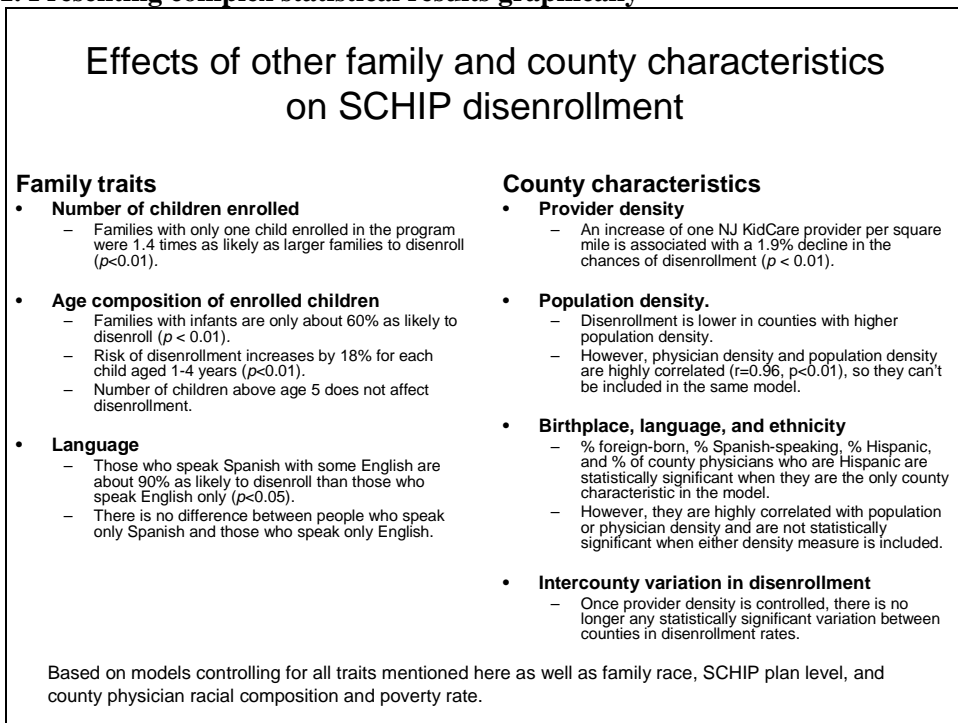 1. Presenting complex statistical results graphically
Effects of other family and county characteristics
on SCHIP disenrollment
Family traits
• Number of children enrolled
– Families with only one child enrolled in the program
were 1.4 times as likely as larger families to disenroll
(p<0.01).
• Age composition of enrolled children
– Families with infants are only about 60% as likely to
disenroll (p < 0.01).
– Risk of disenrollment increases by 18% for each
child aged 1-4 years (p<0.01).
– Number of children above age 5 does not affect
disenrollment.
• Language
– Those who speak Spanish with some English are
about 90% as likely to disenroll than those who
speak English only (p<0.05).
– There is no difference between people who speak
only Spanish and those who speak only English.
County characteristics
• Provider density
– An increase of one NJ KidCare provider per square
mile is associated with a 1.9% decline in the
chances of disenrollment (p < 0.01).
• Population density.
– Disenrollment is lower in counties with higher
population density.
– However, physician density and population density
are highly correlated (r=0.96, p<0.01), so they can't
be included in the same model.
• Birthplace, language, and ethnicity
– % foreign-born, % Spanish-speaking, % Hispanic,
and % of county physicians who are Hispanic are
statistically significant when they are the only county
characteristic in the model.
– However, they are highly correlated with population
or physician density and are not statistically
significant when either density measure is included.
• Intercounty variation in disenrollment
– Once provider density is controlled, there is no
longer any statistically significant variation between
counties in disenrollment rates.
Based on models controlling for all traits mentioned here as well as family race, SCHIP plan level, and
county physician racial composition and poverty rate.